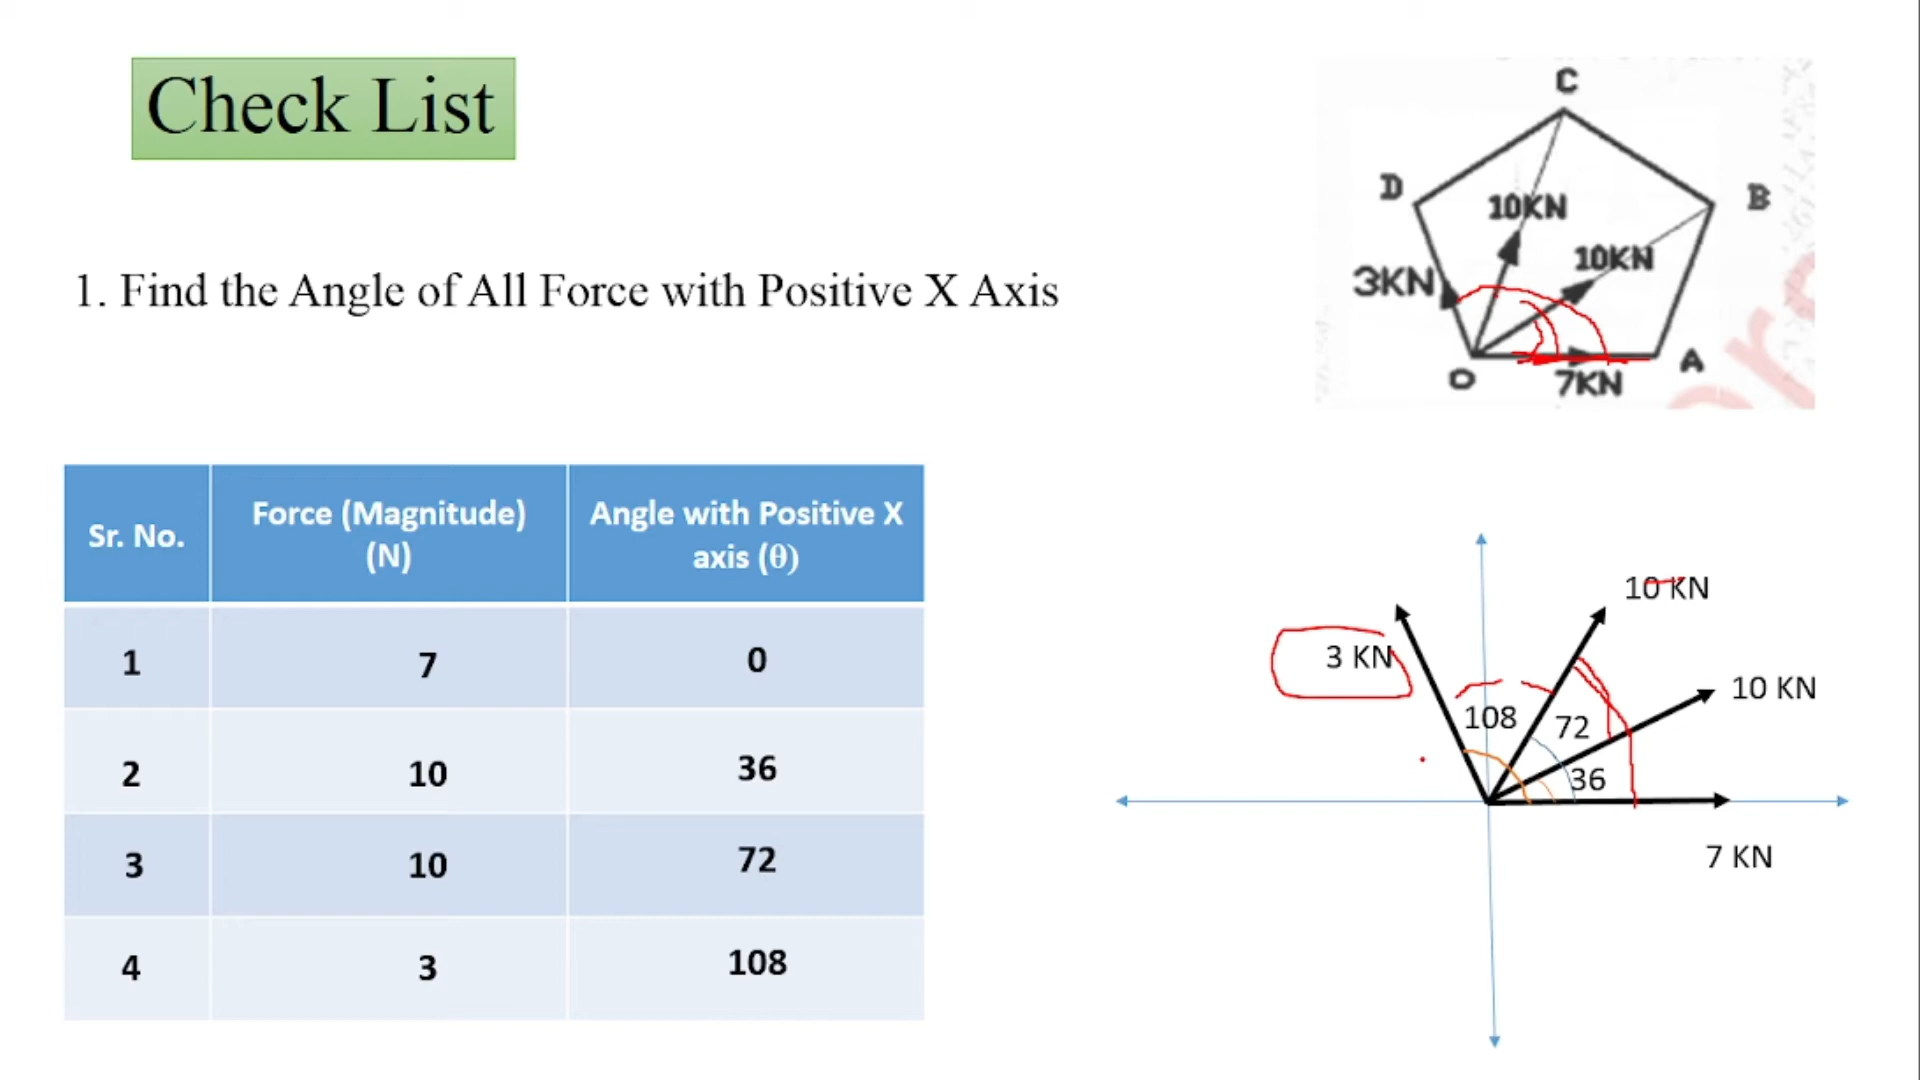 Check List
1. Find the Angle of All Force with Positive X Axis
C
D
B
10KN
10KN
3KN
O
7KN
A
Sr. No.
Force (Magnitude)
(N)
Angle with Positive X
axis (θ)
1
7
0
2
10
36
3
10
72
4
3
108
10 KN
3 KN
10 KN
108
72
36
7 KN